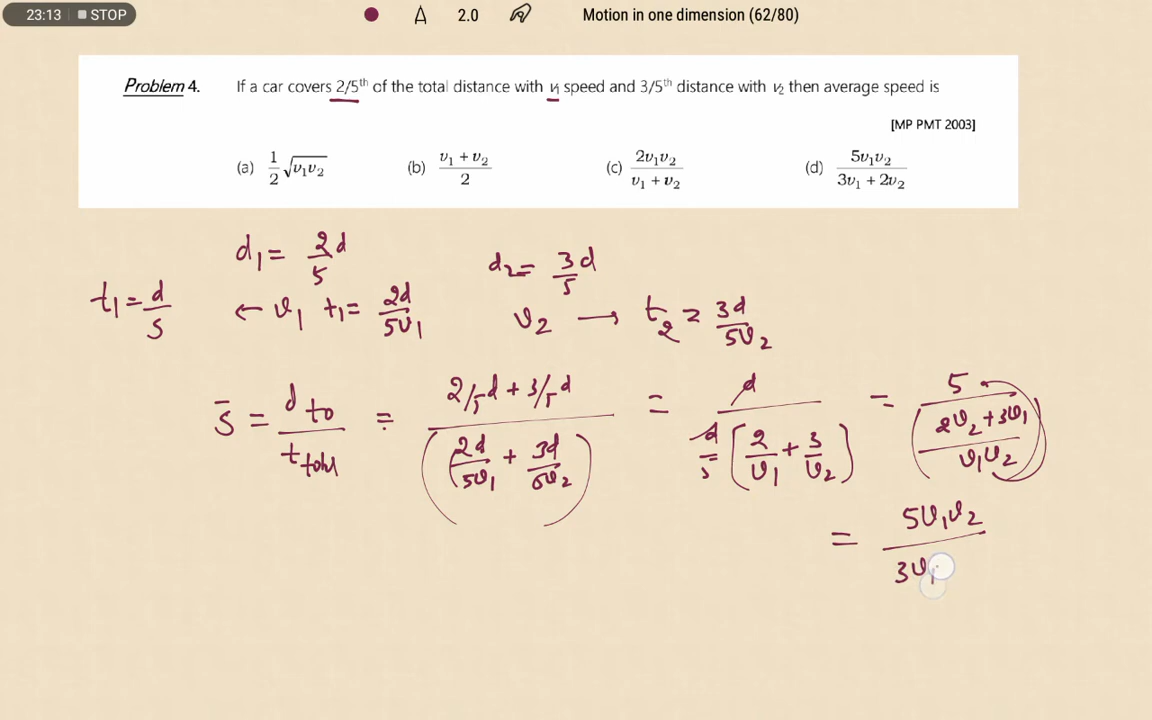 23:13 STOP 2.0 Motion in one dimension (62/80)
Problem 4. If a car covers 2/5th of the total distance with v₁ speed and 3/5th distance with v₂ then average speed is
[MP PMT 2003]
(a) 1/2 √(v₁v₂) (b) (v₁ + v₂)/2 (c) 2v₁v₂/(v₁ + v₂) (d) 5v₁v₂/(3v₁ + 2v₂)
d₁ = 2d/5 d₂ = 3d/5
t₁ = d/s ← v₁ t₁ = 2d/5v₁ v₂ → t₂ = 3d/5v₂
s̄ = d to/t total = (2/5 d + 3/5 d)/(2d/5v₁ + 3d/5v₂) = d/(d/5 [2/v₁ + 3/v₂]) = 5/((2v₂ + 3v₁)/v₁v₂)
= 5v₁v₂/3v₁